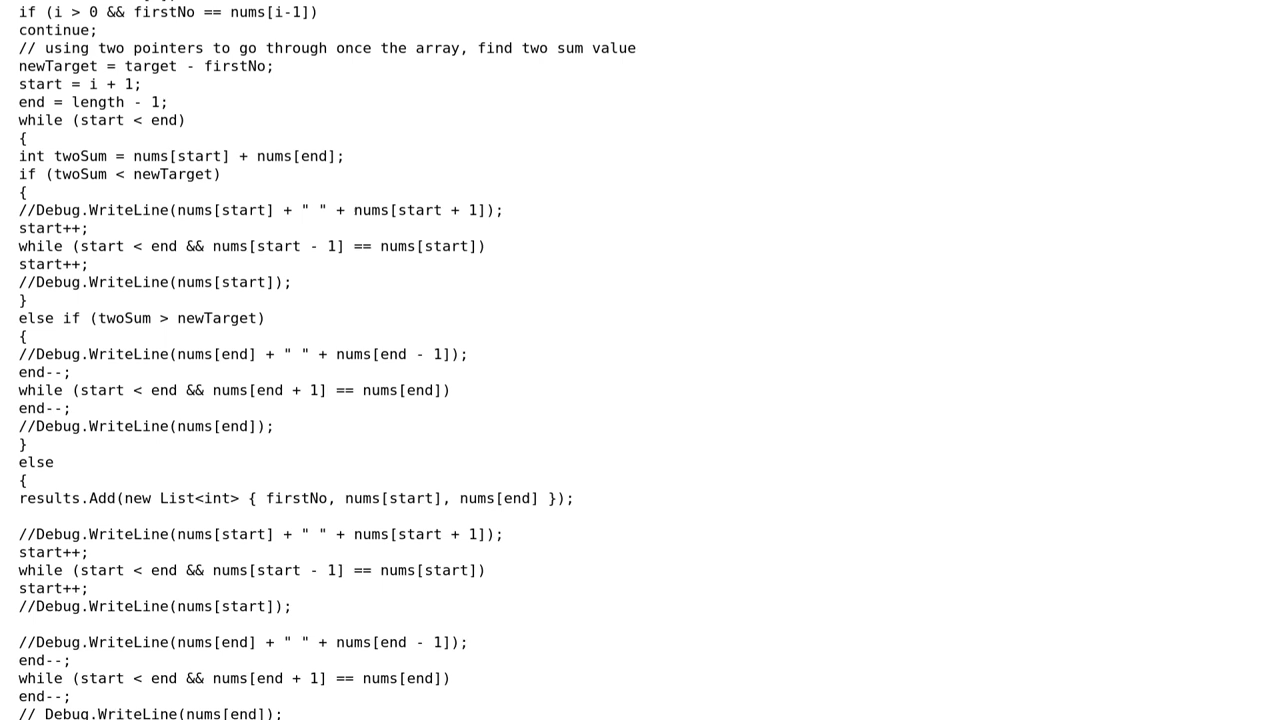 if (i > 0 && firstNo == nums[i-1])
continue;
// using two pointers to go through once the array, find two sum value
newTarget = target - firstNo;
start = i + 1;
end = length - 1;
while (start < end)
{
int twoSum = nums[start] + nums[end];
if (twoSum < newTarget)
{
//Debug.WriteLine(nums[start] + " " + nums[start + 1]);
start++;
while (start < end && nums[start - 1] == nums[start])
start++;
//Debug.WriteLine(nums[start]);
}
else if (twoSum > newTarget)
{
//Debug.WriteLine(nums[end] + " " + nums[end - 1]);
end--;
while (start < end && nums[end + 1] == nums[end])
end--;
//Debug.WriteLine(nums[end]);
}
else
{
results.Add(new List<int> { firstNo, nums[start], nums[end] });

//Debug.WriteLine(nums[start] + " " + nums[start + 1]);
start++;
while (start < end && nums[start - 1] == nums[start])
start++;
//Debug.WriteLine(nums[start]);

//Debug.WriteLine(nums[end] + " " + nums[end - 1]);
end--;
while (start < end && nums[end + 1] == nums[end])
end--;
// Debug.WriteLine(nums[end]);